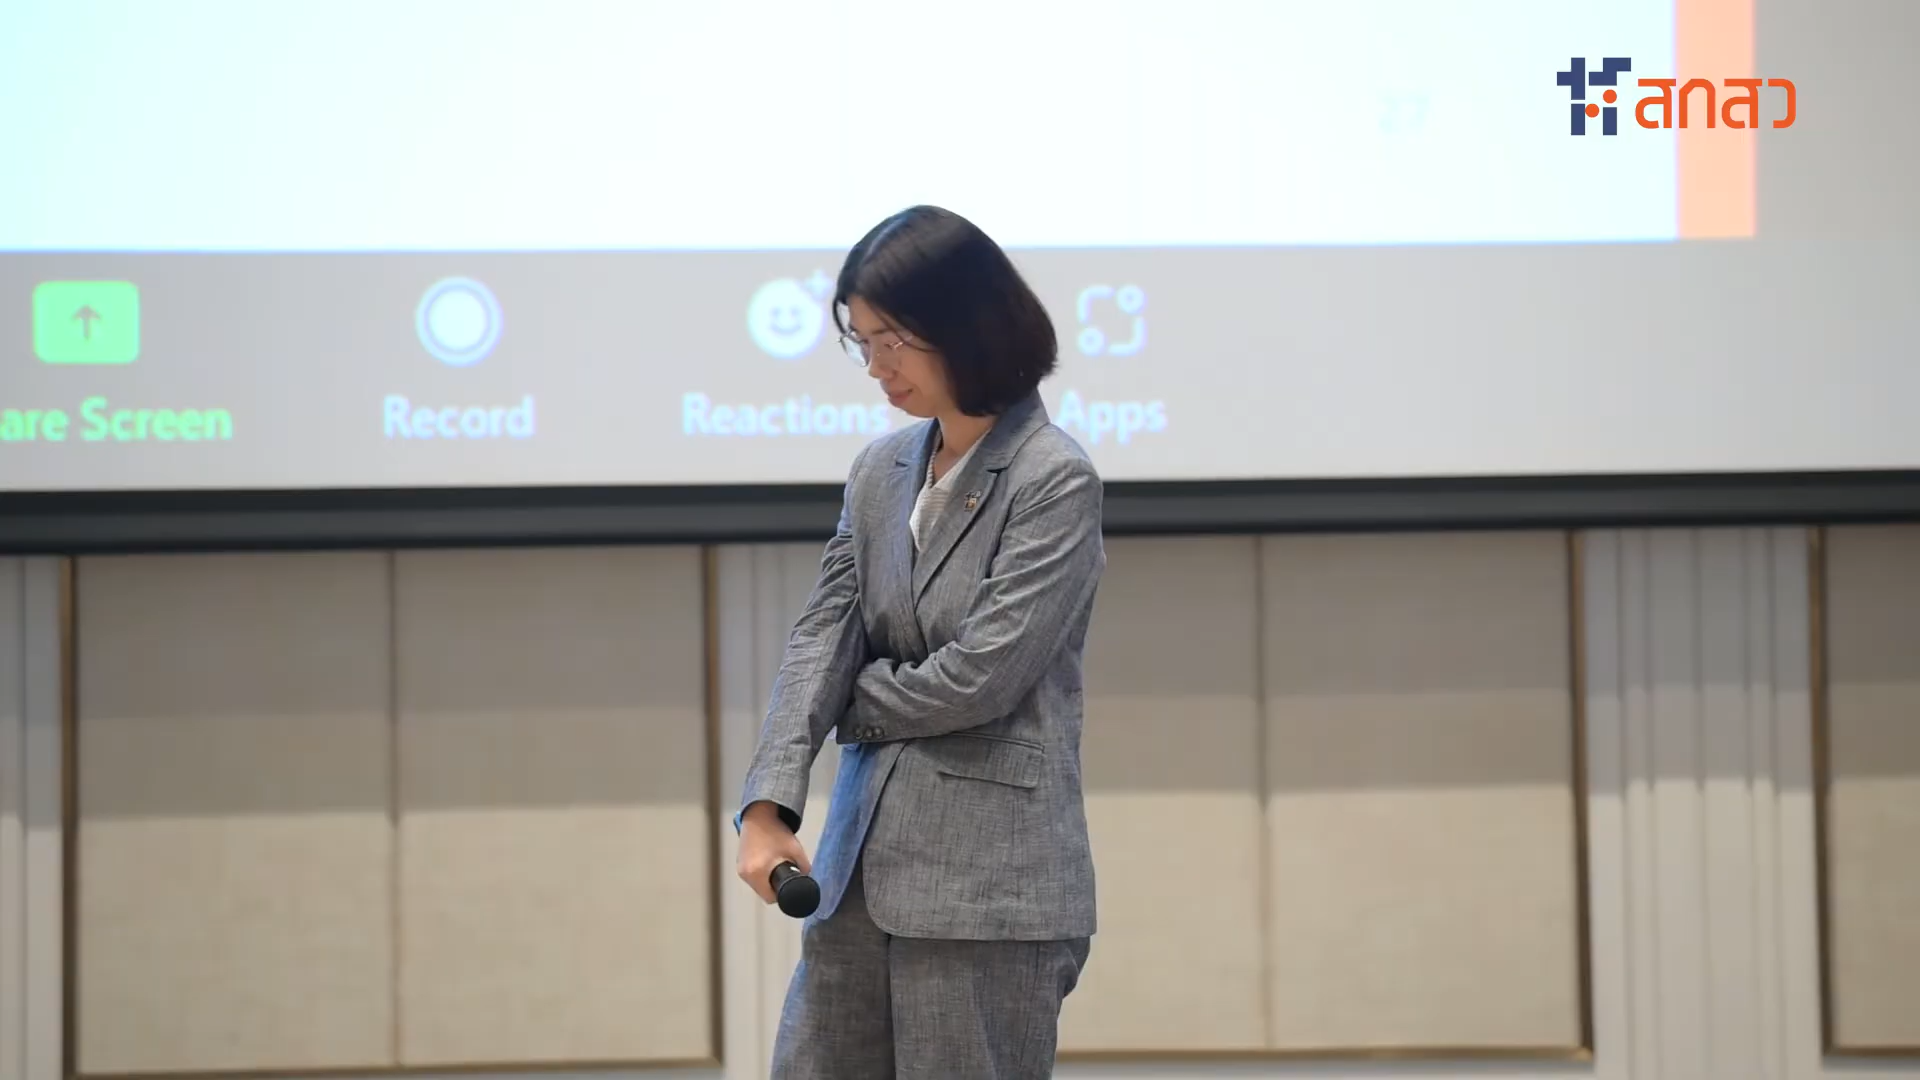 สกสว
are Screen
Record
Reactions
Apps